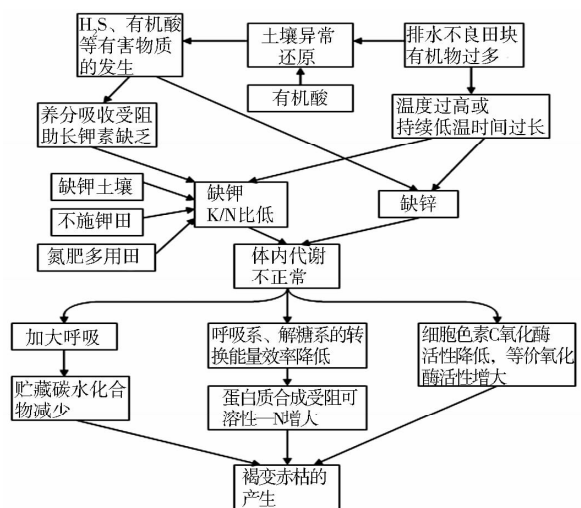 H₂S、有机酸
等有害物质
的发生
土壤异常
还原
排水不良田块
有机物过多
有机酸
养分吸收受阻
助长钾素缺乏
温度过高或
持续低温时间过长
缺钾土壤
不施钾田
氮肥多用田
缺钾
K/N比低
缺锌
体内代谢
不正常
加大呼吸
呼吸系、解糖系的转
换能量效率降低
细胞色素C氧化酶
活性降低，等价氧化
酶活性增大
贮藏碳水化合
物减少
蛋白质合成受阻可
溶性—N增大
褐变赤枯的
产生